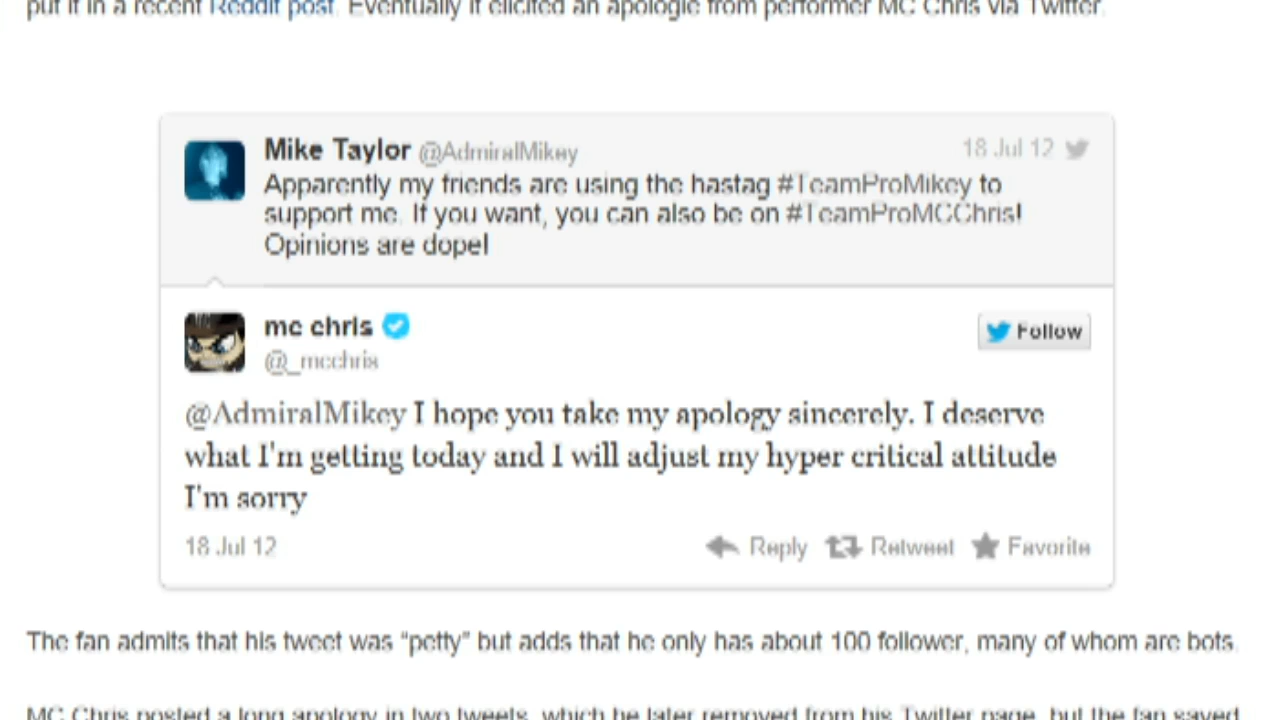 put it in a recent Reddit post. Eventually it elicited an apologie from performer MC Chris via Twitter.
Mike Taylor @AdmiralMikey 18 Jul 12
Apparently my friends are using the hastag #TeamProMikey to
support me. If you want, you can also be on #TeamProMCChris!
Opinions are dope!
mc chris
Follow
@_mcchris
@AdmiralMikey I hope you take my apology sincerely. I deserve
what I'm getting today and I will adjust my hyper critical attitude
I'm sorry
18 Jul 12 Reply Retweet Favorite
The fan admits that his tweet was “petty” but adds that he only has about 100 follower, many of whom are bots.
MC Chris posted a long apology in two tweets, which he later removed from his Twitter page, but the fan saved